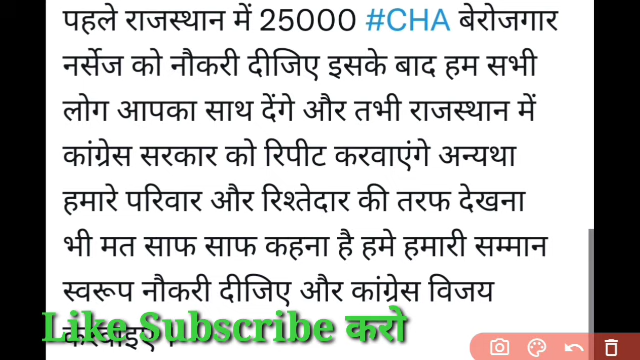 पहले राजस्थान में 25000 #CHA बेरोजगार
नर्सेज को नौकरी दीजिए इसके बाद हम सभी
लोग आपका साथ देंगे और तभी राजस्थान में
कांग्रेस सरकार को रिपीट करवाएंगे अन्यथा
हमारे परिवार और रिश्तेदार की तरफ देखना
भी मत साफ साफ कहना है हमे हमारी सम्मान
स्वरूप नौकरी दीजिए और कांग्रेस विजय
Like Subscribe करो